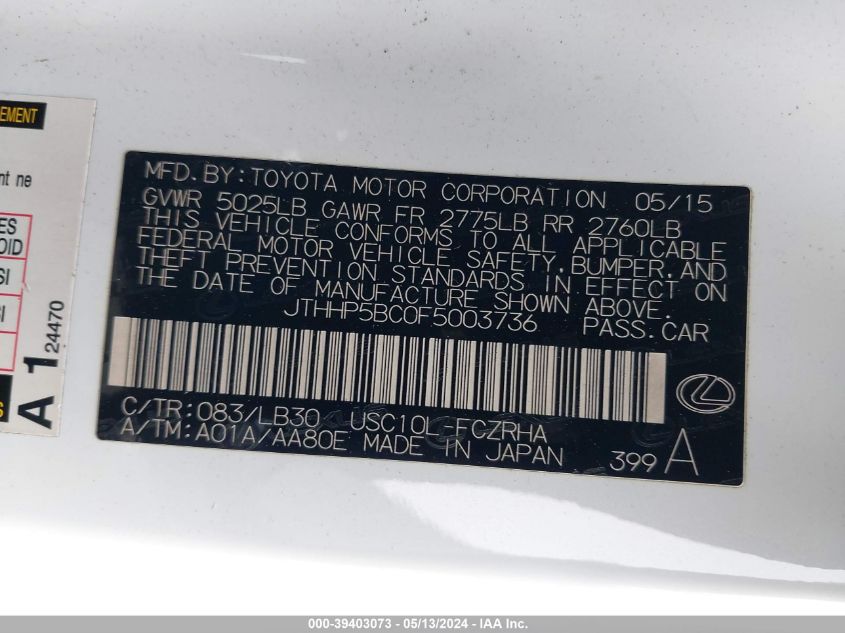 EMENT
nt ne
ES
OID
SI
SI
S
A 1 24470
MFD. BY: TOYOTA MOTOR CORPORATION 05/15
GVWR 5025LB GAWR FR 2775LB RR 2760LB
THIS VEHICLE CONFORMS TO ALL APPLICABLE
FEDERAL MOTOR VEHICLE SAFETY, BUMPER, AND
THEFT PREVENTION STANDARDS IN EFFECT ON
THE DATE OF MANUFACTURE SHOWN ABOVE.
JTHHP5BC0F5003736 PASS. CAR
C/TR: 083/LB30 USC10L-FCZRHA
A/TM: A01A/AA80E MADE IN JAPAN 399 A
000-39403073 - 05/13/2024 - IAA Inc.